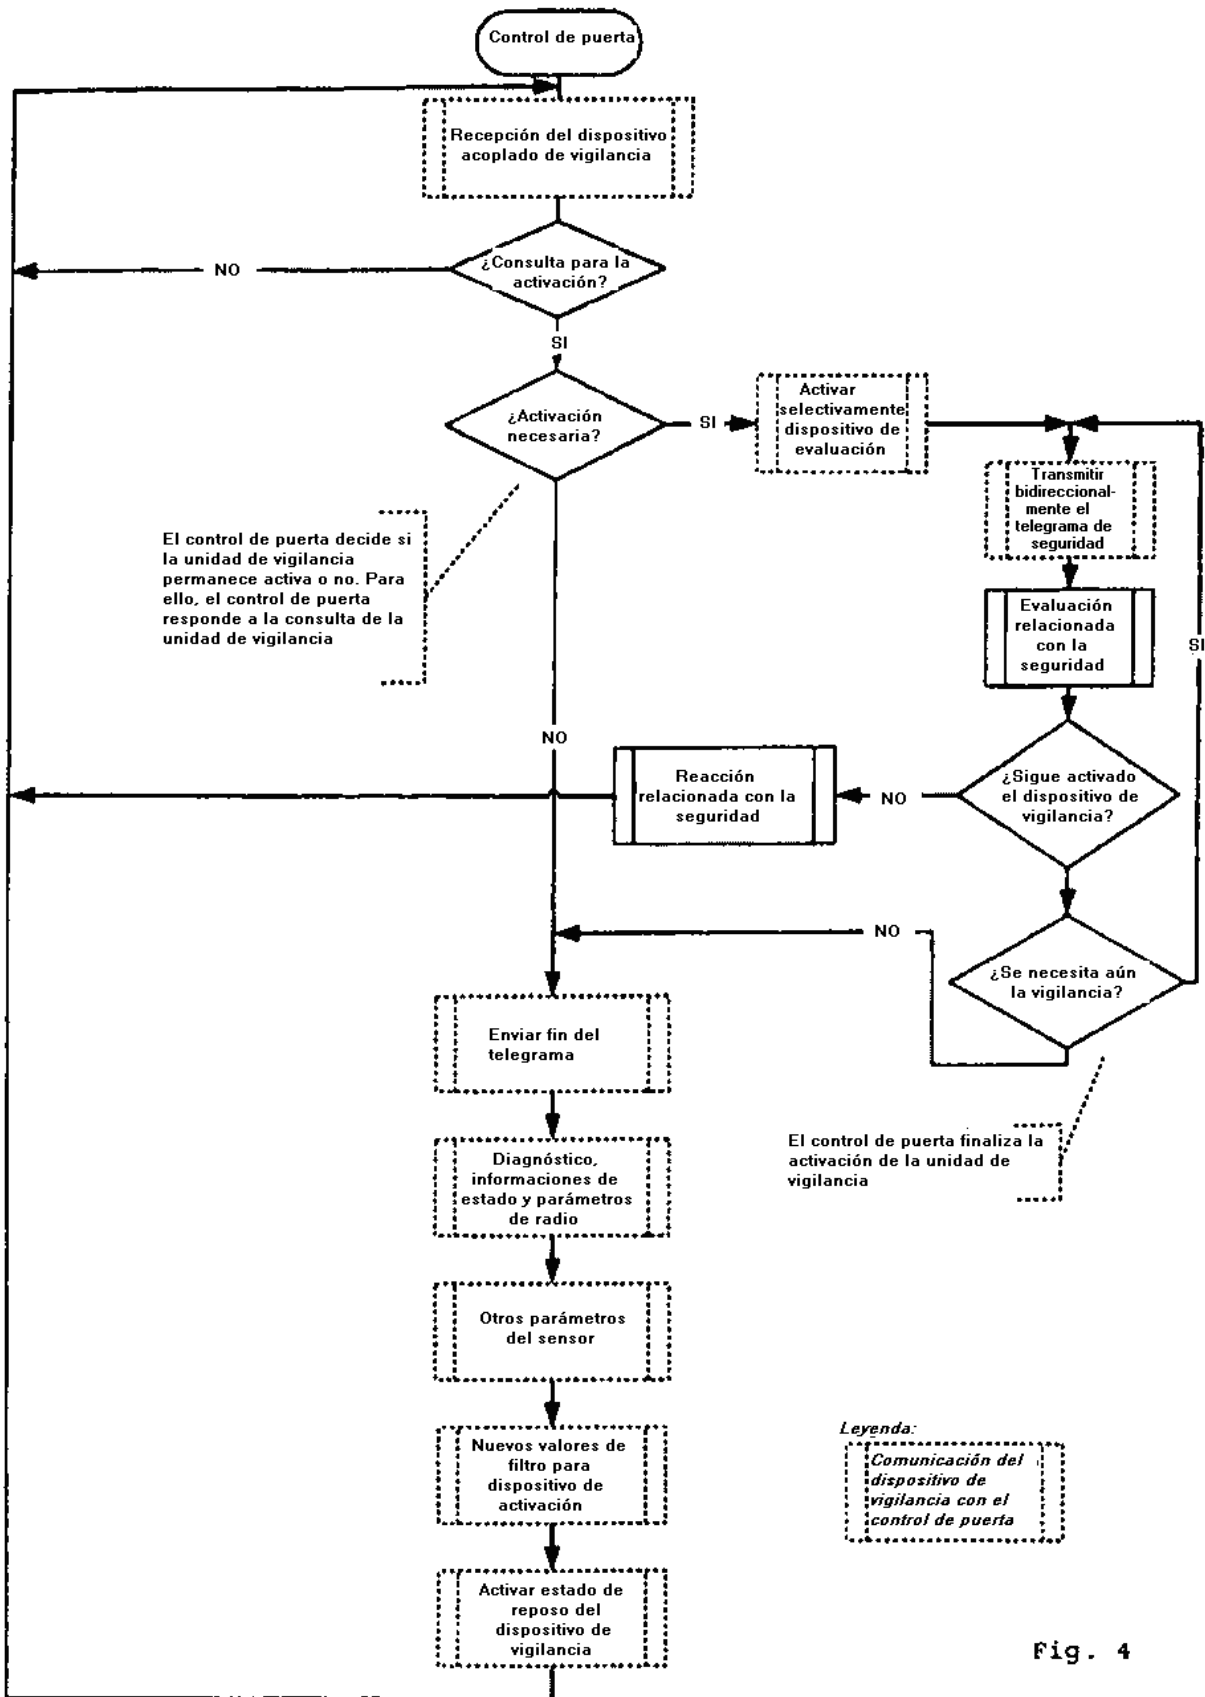 Control de puerta
Recepción del dispositivo
acoplado de vigilancia
¿Consulta para la
activación?
NO
SI
¿Activación
necesaria?
SI
Activar
selectivamente
dispositivo de
evaluación
Transmitir
bidireccional-
mente el
telegrama de
seguridad
El control de puerta decide si
la unidad de vigilancia
permanece activa o no. Para
ello, el control de puerta
responde a la consulta de la
unidad de vigilancia
Evaluación
relacionada
con la
seguridad
SI
NO
¿Sigue activado
el dispositivo de
vigilancia?
NO
Reacción
relacionada con la
seguridad
NO
¿Se necesita aún
la vigilancia?
Enviar fin del
telegrama
El control de puerta finaliza la
activación de la unidad de
vigilancia
Diagnóstico,
informaciones de
estado y parámetros
de radio
Otros parámetros
del sensor
Nuevos valores de
filtro para
dispositivo de
activación
Leyenda:
Comunicación del
dispositivo de
vigilancia con el
control de puerta
Activar estado de
reposo del
dispositivo de
vigilancia
Fig. 4